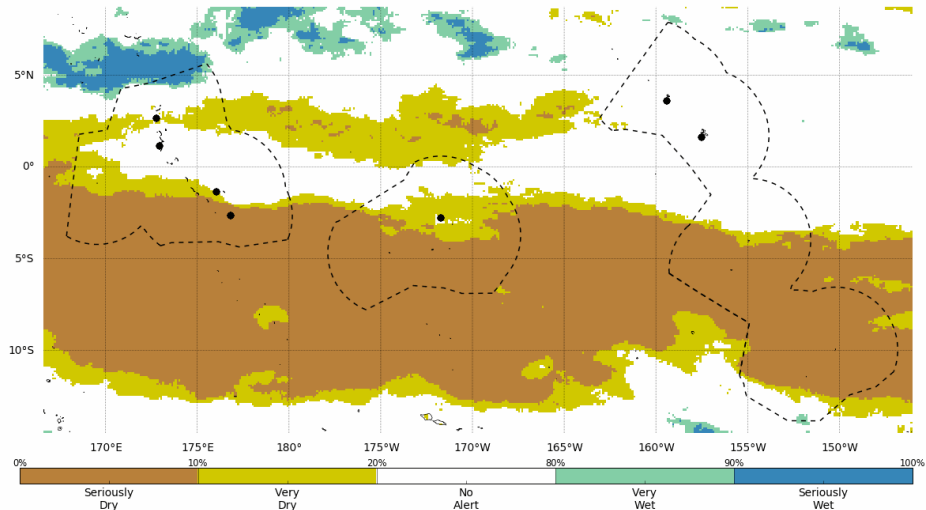 5°N
0°
5°S
10°S
170°E 175°E 180° 175°W 170°W 165°W 160°W 155°W 150°W
0% 10% 20% 80% 90% 100%
Seriously Dry
Very Dry
No Alert
Very Wet
Seriously Wet